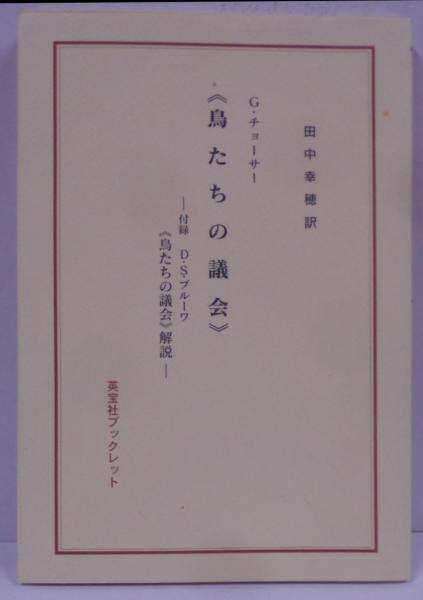 田中幸穂訳
G・チョーサー
《鳥たちの議会》
―付録 D・S・ブルーワ
《鳥たちの議会》解説―
英宝社ブックレット